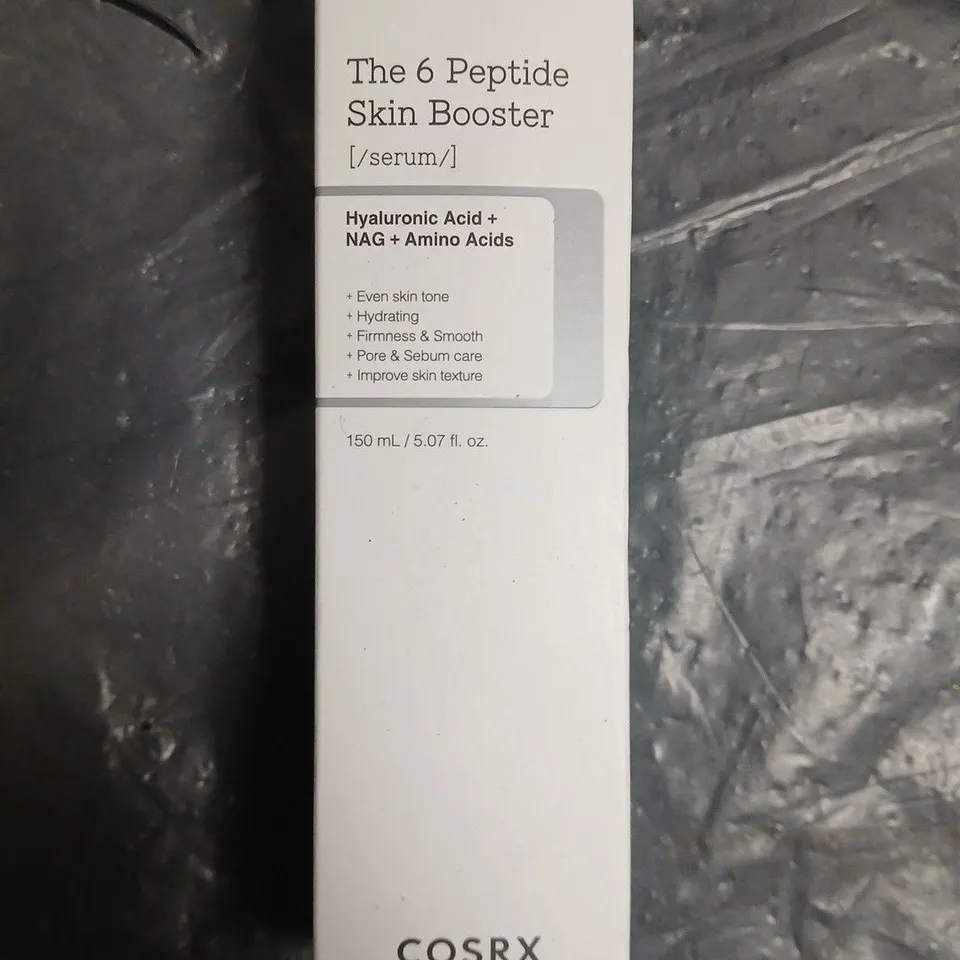 The 6 Peptide
Skin Booster
[/serum/]
Hyaluronic Acid +
NAG + Amino Acids
+ Even skin tone
+ Hydrating
+ Firmness & Smooth
+ Pore & Sebum care
+ Improve skin texture
150 mL / 5.07 fl. oz.
COSRX